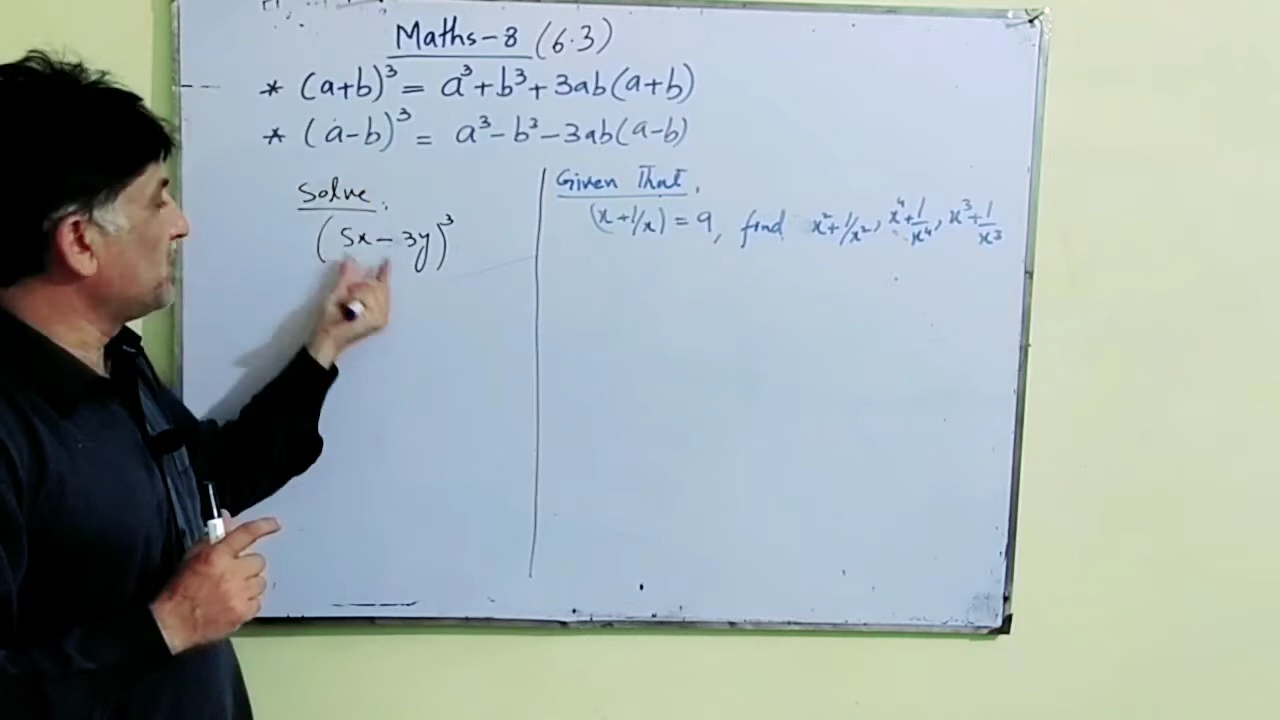 Maths-8 (6.3)
* (a+b)³ = a³+b³+3ab(a+b)
* (a-b)³ = a³-b³-3ab(a-b)
Solve.
(5x-3y)³
Given That,
(x+1/x) = 9, find x²+1/x², x⁴+1/x⁴, x³+1/x³